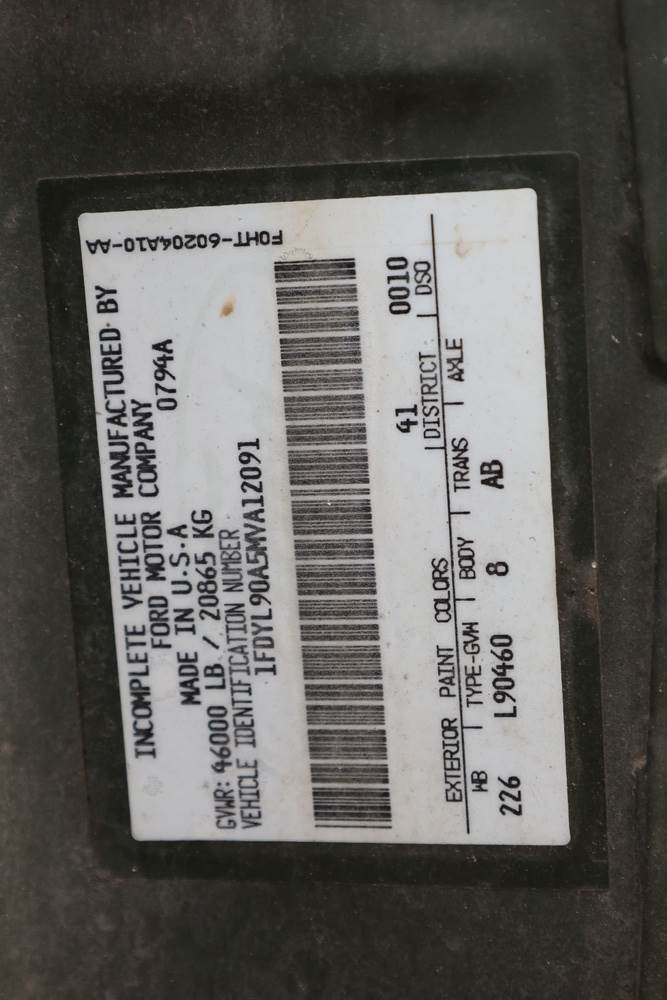 F0HT-60204A10-AA
INCOMPLETE VEHICLE MANUFACTURED BY
FORD MOTOR COMPANY
MADE IN U.S.A 0794A
GVWR: 46000 LB / 20865 KG
VEHICLE IDENTIFICATION NUMBER
1FDYL90A5MVA12091
41 0010
EXTERIOR PAINT COLORS DISTRICT DSO
WB TYPE-GVW BODY TRANS AXLE
226 L90460 8 AB